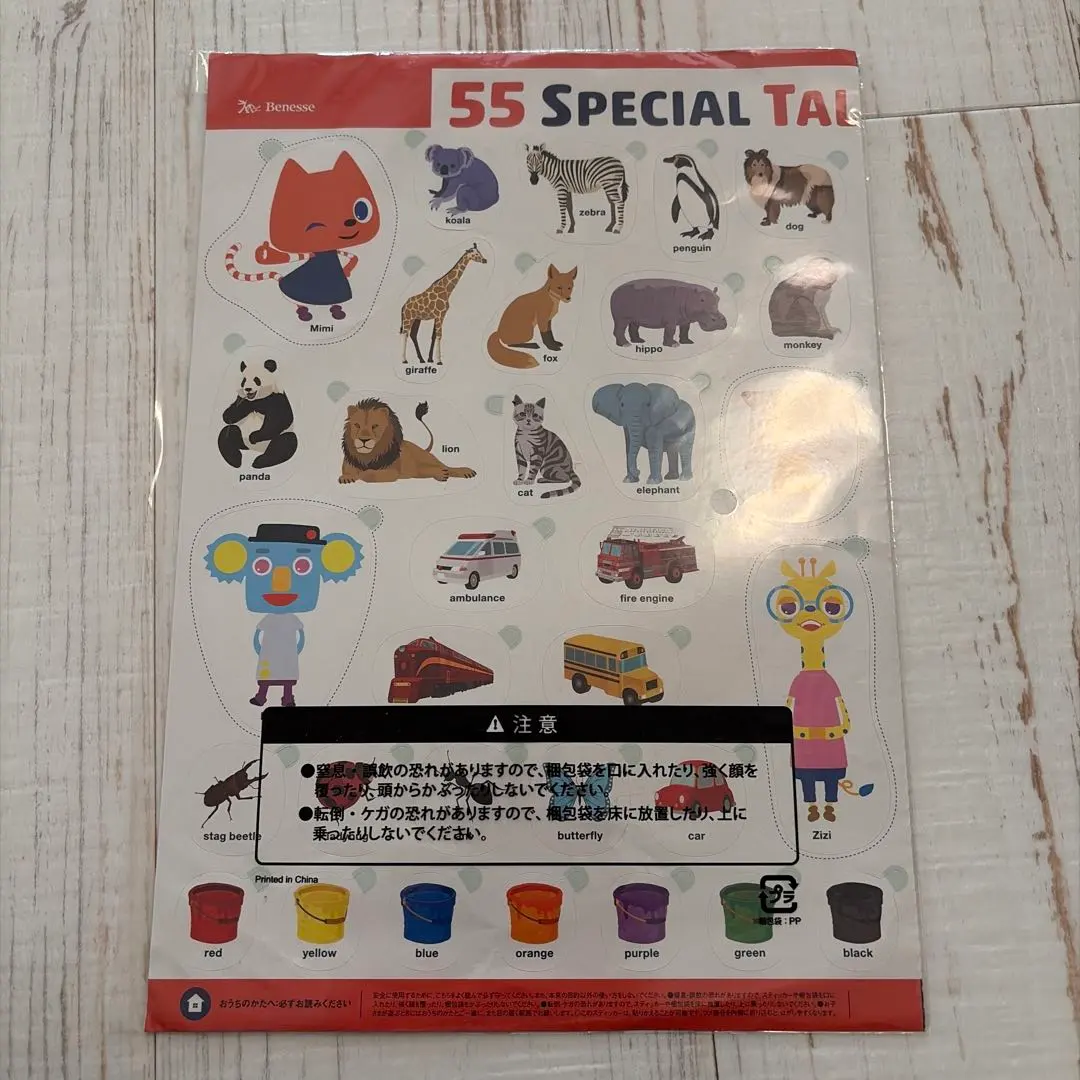 Benesse
55 SPECIAL TAL
koala
zebra
penguin
dog
Mimi
giraffe
fox
hippo
monkey
panda
lion
cat
elephant
ambulance
fire engine
注意
●窒息・誤飲の恐れがありますので、梱包袋を口に入れたり、強く顔を
覆ったり、頭からかぶったりしないでください。
●転倒・ケガの恐れがありますので、梱包袋を床に放置したり、上に
乗ったりしないでください。
stag beetle
butterfly
car
Zizi
Printed in China
プラ
梱包袋:PP
red
yellow
blue
orange
purple
green
black
おうちのかたへ:必ずお読みください